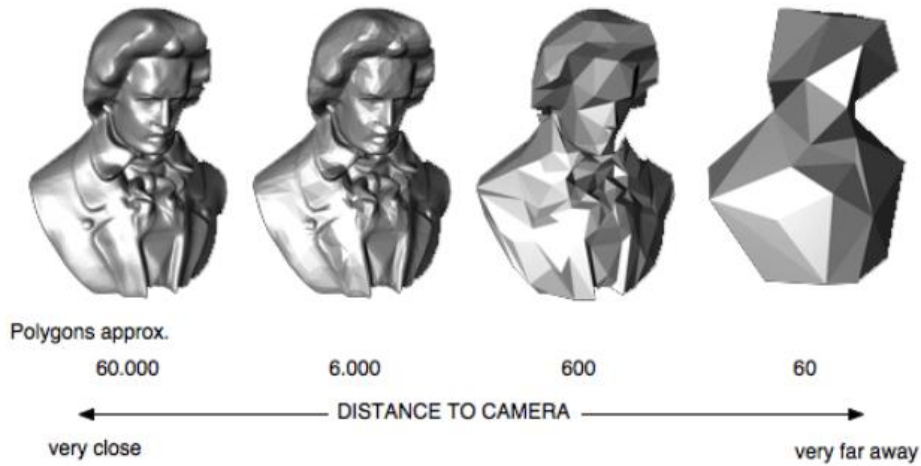 Polygons approx.
60.000 6.000 600 60
DISTANCE TO CAMERA
very close very far away